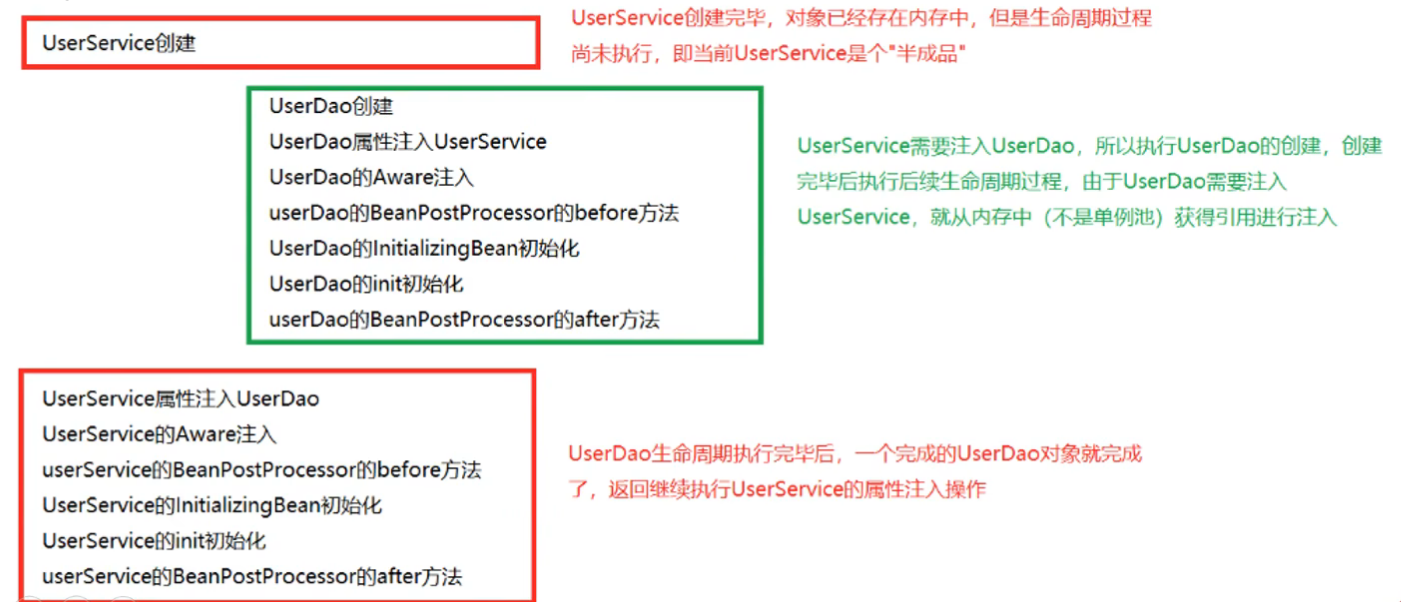 UserService创建
UserService创建完毕，对象已经存在内存中，但是生命周期过程
尚未执行，即当前UserService是个"半成品"
UserDao创建
UserDao属性注入UserService
UserDao的Aware注入
userDao的BeanPostProcessor的before方法
UserDao的InitializingBean初始化
UserDao的init初始化
userDao的BeanPostProcessor的after方法
UserService需要注入UserDao，所以执行UserDao的创建，创建
完毕后执行后续生命周期过程，由于UserDao需要注入
UserService，就从内存中（不是单例池）获得引用进行注入
UserService属性注入UserDao
UserService的Aware注入
userService的BeanPostProcessor的before方法
UserService的InitializingBean初始化
UserService的init初始化
userService的BeanPostProcessor的after方法
UserDao生命周期执行完毕后，一个完成的UserDao对象就完成
了，返回继续执行UserService的属性注入操作